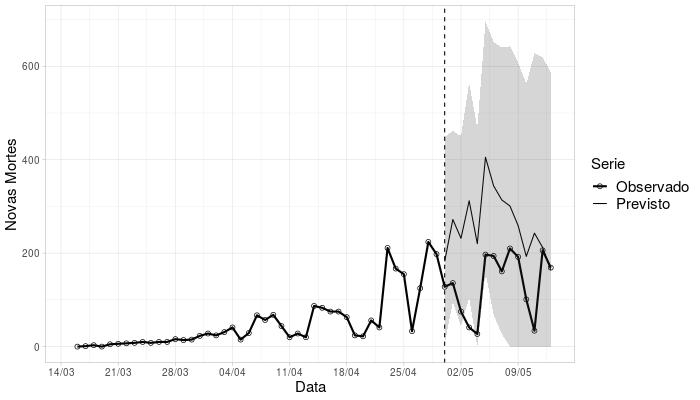 Novas Mortes
600
400
200
0
14/03 21/03 28/03 04/04 11/04 18/04 25/04 02/05 09/05
Data
Serie
Observado
Previsto